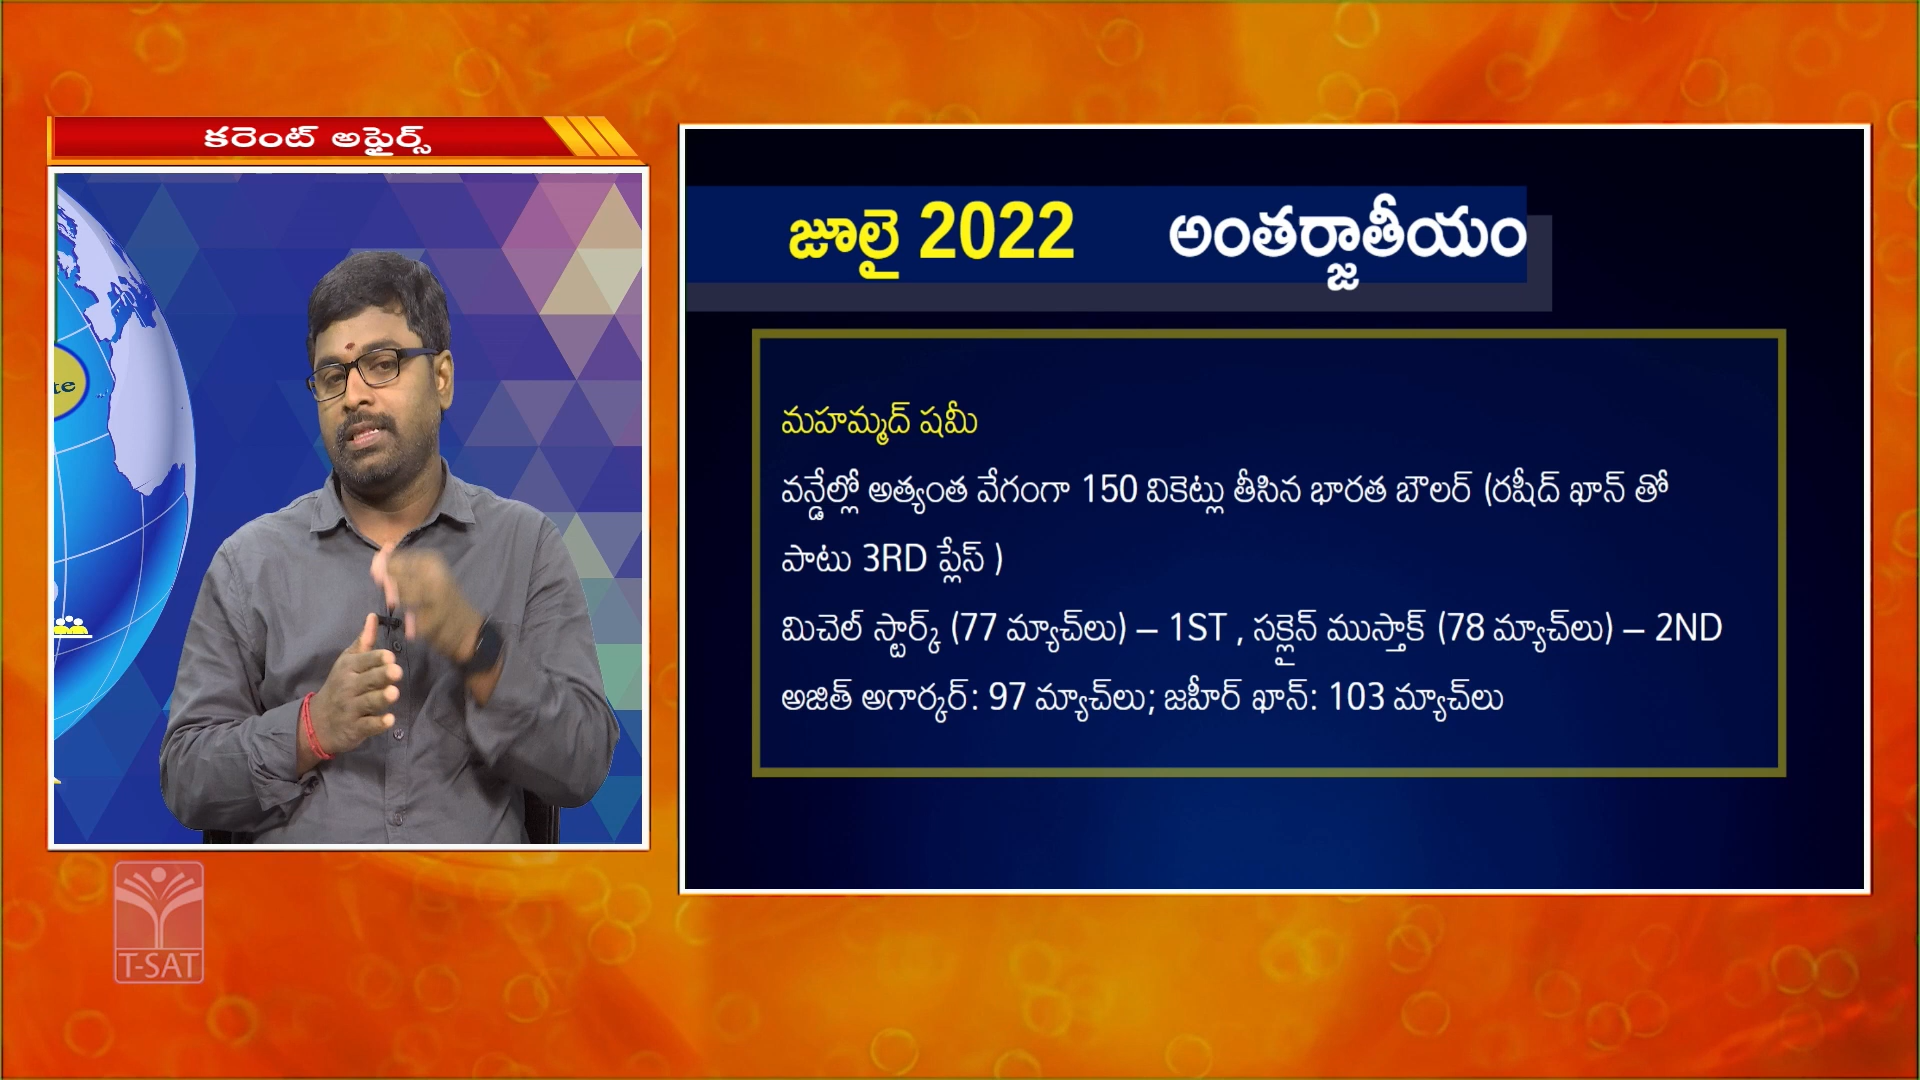 కరెంట్ అఫైర్స్
జూలై 2022 అంతర్జాతీయం
మహమ్మద్ షమీ
వన్డేల్లో అత్యంత వేగంగా 150 వికెట్లు తీసిన భారత బౌలర్ (రషీద్ ఖాన్ తో
పాటు 3RD ప్లేస్ )
మిచెల్ స్టార్క్ (77 మ్యాచ్‌లు) – 1ST , సక్లైన్ ముస్తాక్ (78 మ్యాచ్‌లు) – 2ND
అజిత్ అగార్కర్: 97 మ్యాచ్‌లు; జహీర్ ఖాన్: 103 మ్యాచ్‌లు
te
T-SAT